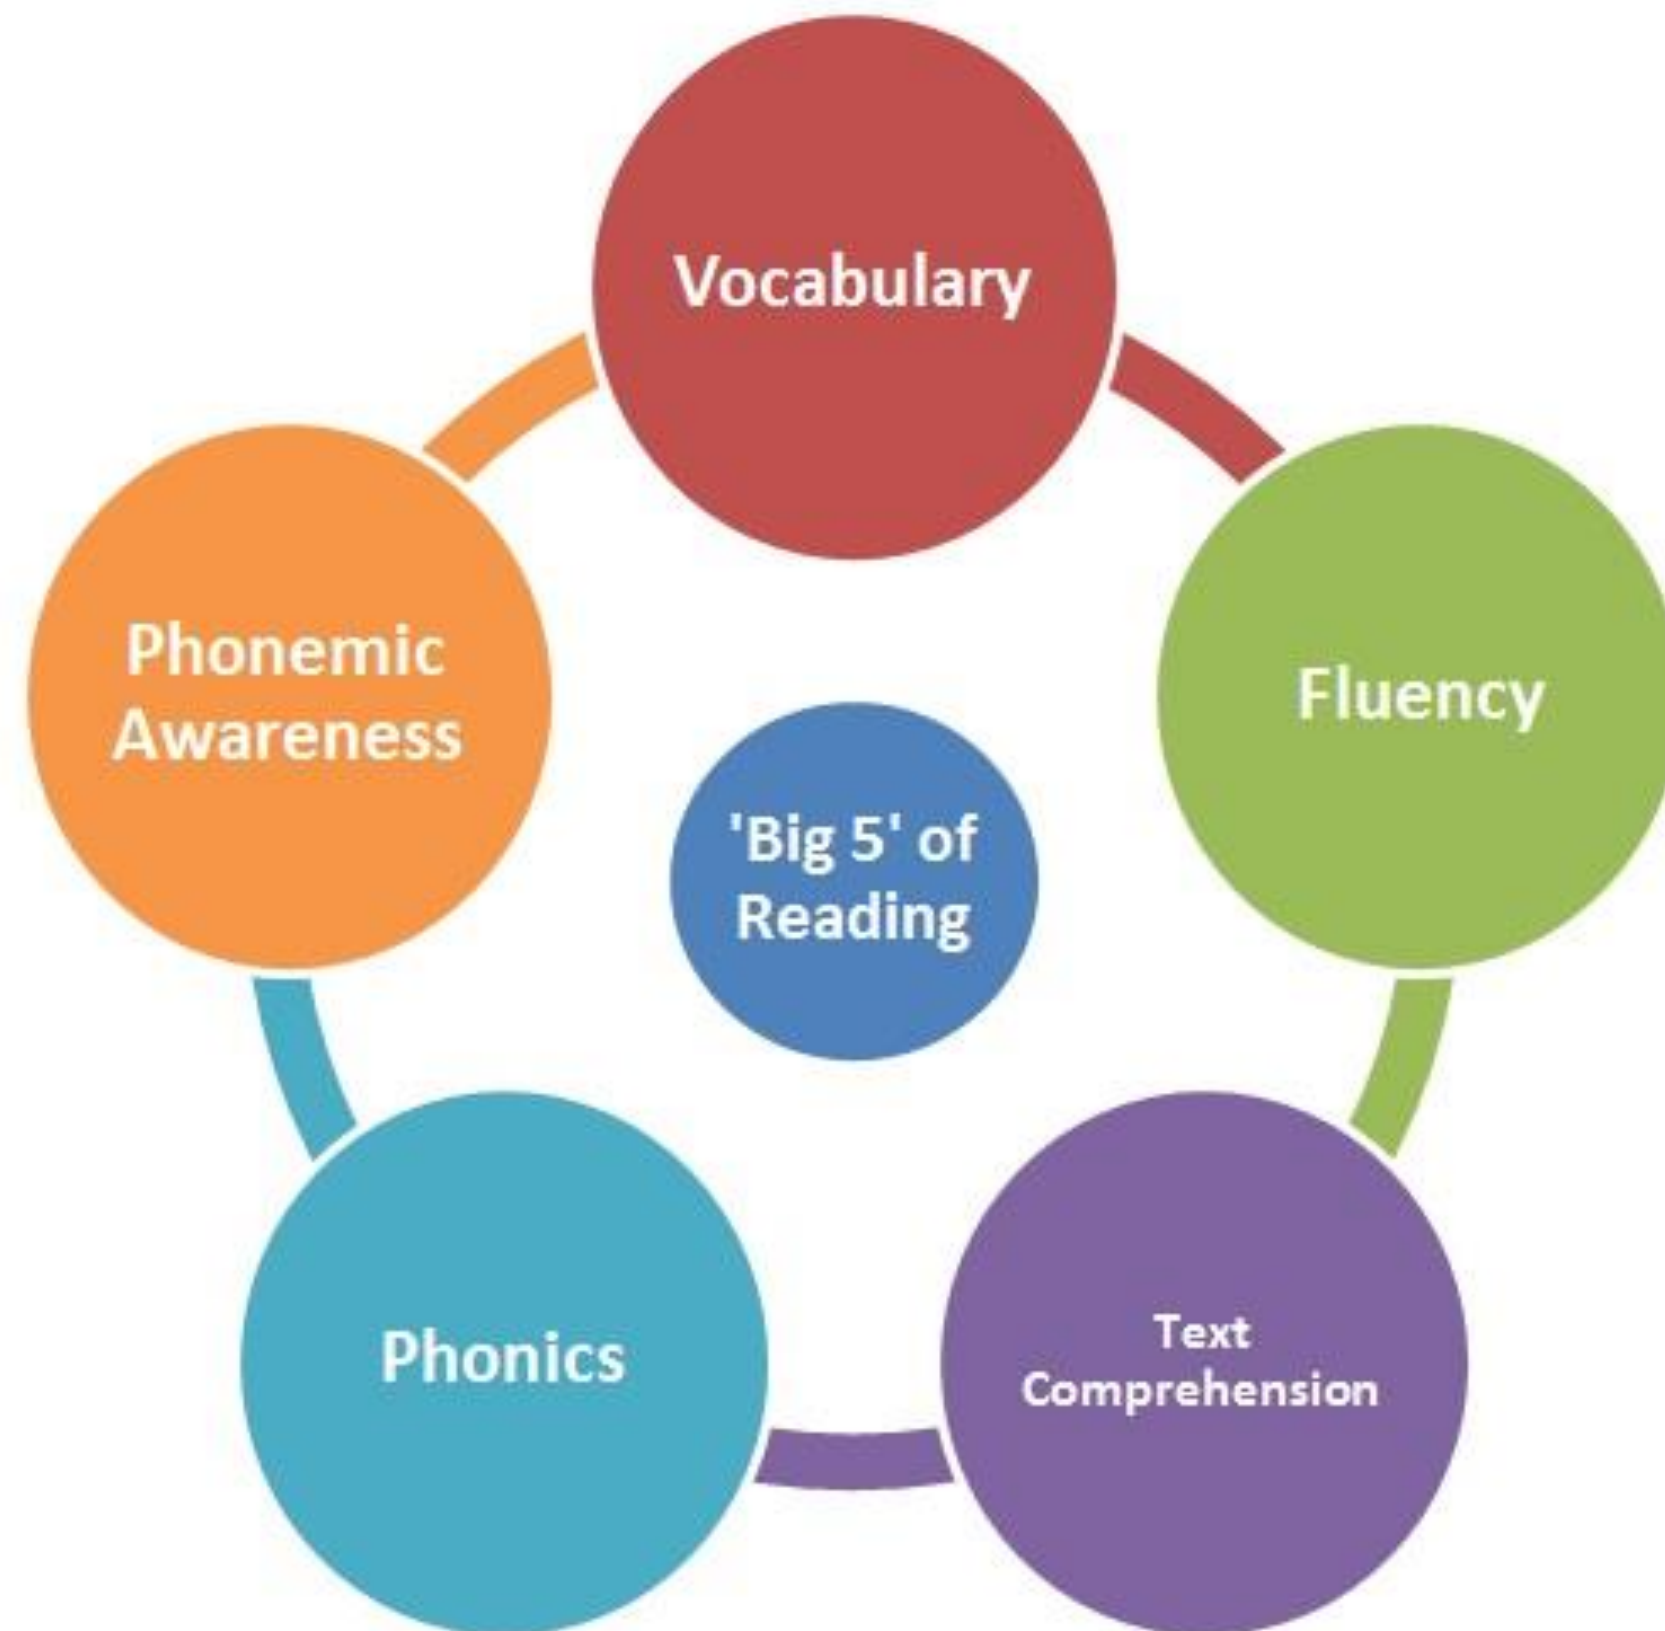 Vocabulary
Fluency
Text
Comprehension
Phonics
Phonemic
Awareness
'Big 5' of
Reading